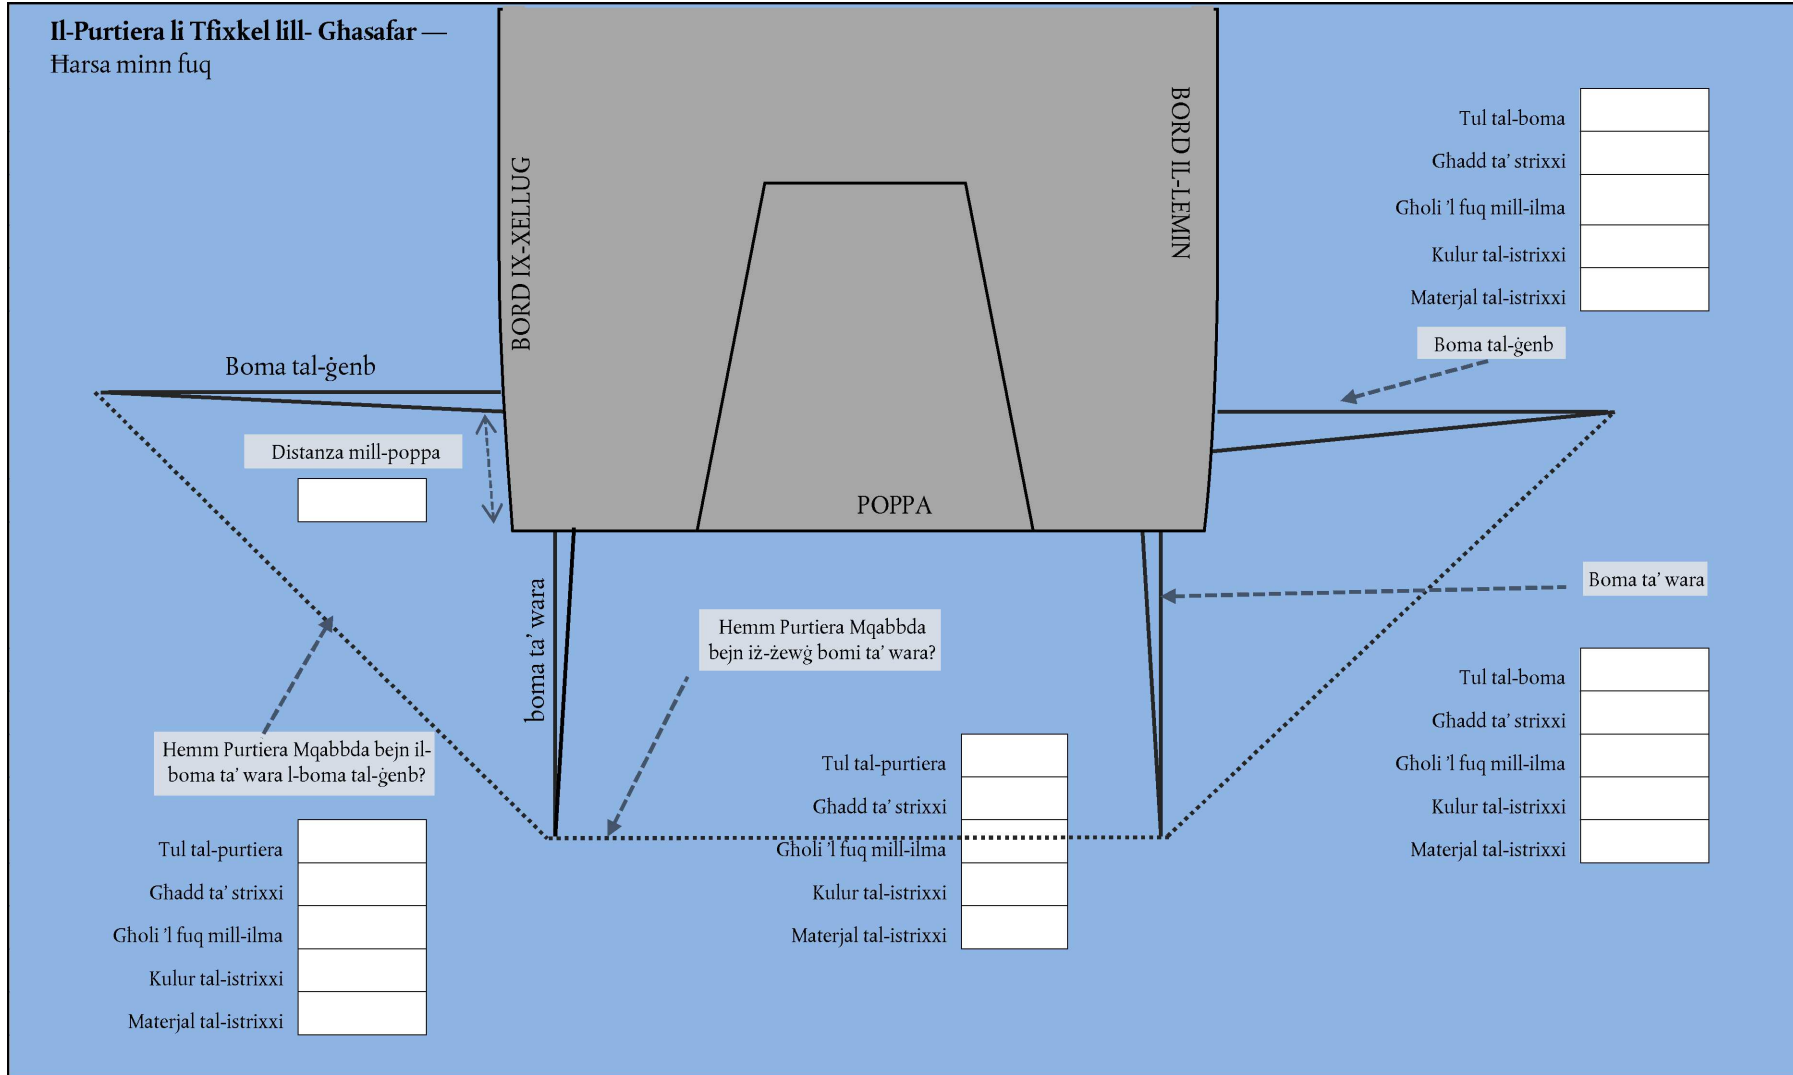 Il-Purtiera li Tfixkel lill- Għasafar —
Ħarsa minn fuq
BORD IX-XELLUG
BORD IL-LEMIN
POPPA
Boma tal-ġenb
Distanza mill-poppa
boma ta’ wara
Hemm Purtiera Mqabbda bejn il-
boma ta’ wara l-boma tal-ġenb?
Tul tal-purtiera
Għadd ta’ strixxi
Għoli ’l fuq mill-ilma
Kulur tal-istrixxi
Materjal tal-istrixxi
Hemm Purtiera Mqabbda
bejn iż-żewġ bomi ta’ wara?
Tul tal-purtiera
Għadd ta’ strixxi
Għoli ’l fuq mill-ilma
Kulur tal-istrixxi
Materjal tal-istrixxi
Tul tal-boma
Għadd ta’ strixxi
Għoli ’l fuq mill-ilma
Kulur tal-istrixxi
Materjal tal-istrixxi
Boma tal-ġenb
Boma ta’ wara
Tul tal-boma
Għadd ta’ strixxi
Għoli ’l fuq mill-ilma
Kulur tal-istrixxi
Materjal tal-istrixxi